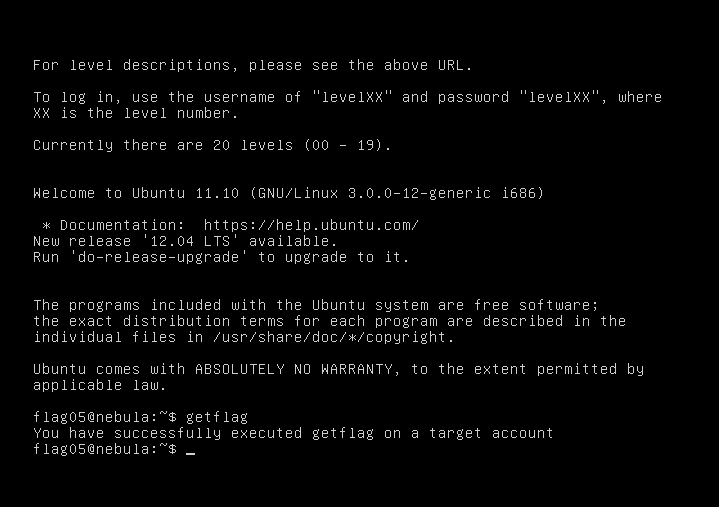 For level descriptions, please see the above URL.
To log in, use the username of "levelXX" and password "levelXX", where
XX is the level number.
Currently there are 20 levels (00 - 19).
Welcome to Ubuntu 11.10 (GNU/Linux 3.0.0-12-generic i686)
* Documentation:  https://help.ubuntu.com/
New release '12.04 LTS' available.
Run 'do-release-upgrade' to upgrade to it.
The programs included with the Ubuntu system are free software;
the exact distribution terms for each program are described in the
individual files in /usr/share/doc/*/copyright.
Ubuntu comes with ABSOLUTELY NO WARRANTY, to the extent permitted by
applicable law.
flag05@nebula:~$ getflag
You have successfully executed getflag on a target account
flag05@nebula:~$ _